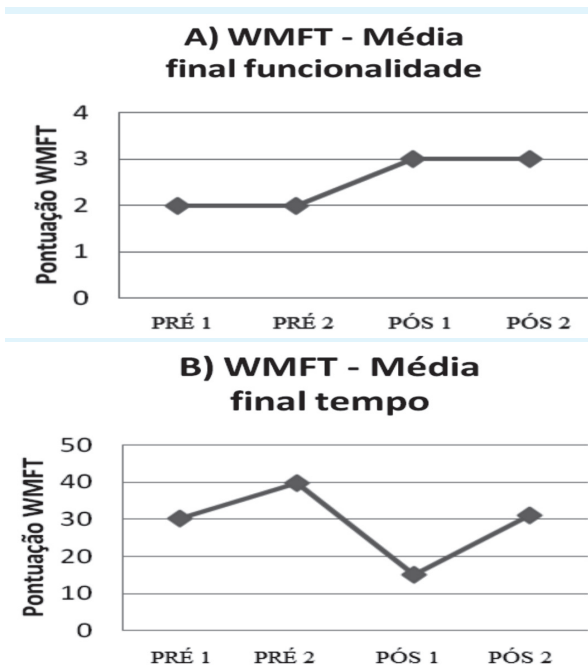 A) WMFT - Média
final funcionalidade
Pontuação WMFT
4
3
2
1
0
PRÉ 1 PRÉ 2 PÓS 1 PÓS 2
B) WMFT - Média
final tempo
Pontuação WMFT
50
40
30
20
10
0
PRÉ 1 PRÉ 2 PÓS 1 PÓS 2